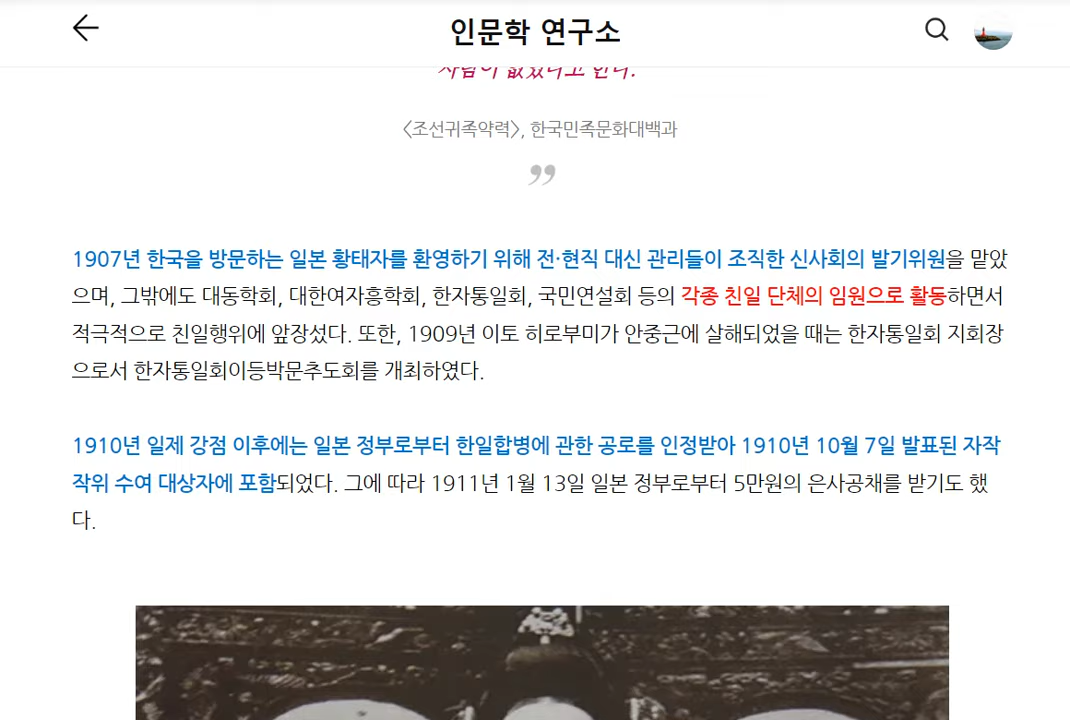 인문학 연구소
사람이 없었다고 한다.
〈조선귀족약력〉, 한국민족문화대백과
”
1907년 한국을 방문하는 일본 황태자를 환영하기 위해 전·현직 대신 관리들이 조직한 신사회의 발기위원을 맡았
으며, 그밖에도 대동학회, 대한여자흥학회, 한자통일회, 국민연설회 등의 각종 친일 단체의 임원으로 활동하면서
적극적으로 친일행위에 앞장섰다. 또한, 1909년 이토 히로부미가 안중근에 살해되었을 때는 한자통일회 지회장
으로서 한자통일회이등박문추도회를 개최하였다.
1910년 일제 강점 이후에는 일본 정부로부터 한일합병에 관한 공로를 인정받아 1910년 10월 7일 발표된 자작
작위 수여 대상자에 포함되었다. 그에 따라 1911년 1월 13일 일본 정부로부터 5만원의 은사공채를 받기도 했
다.